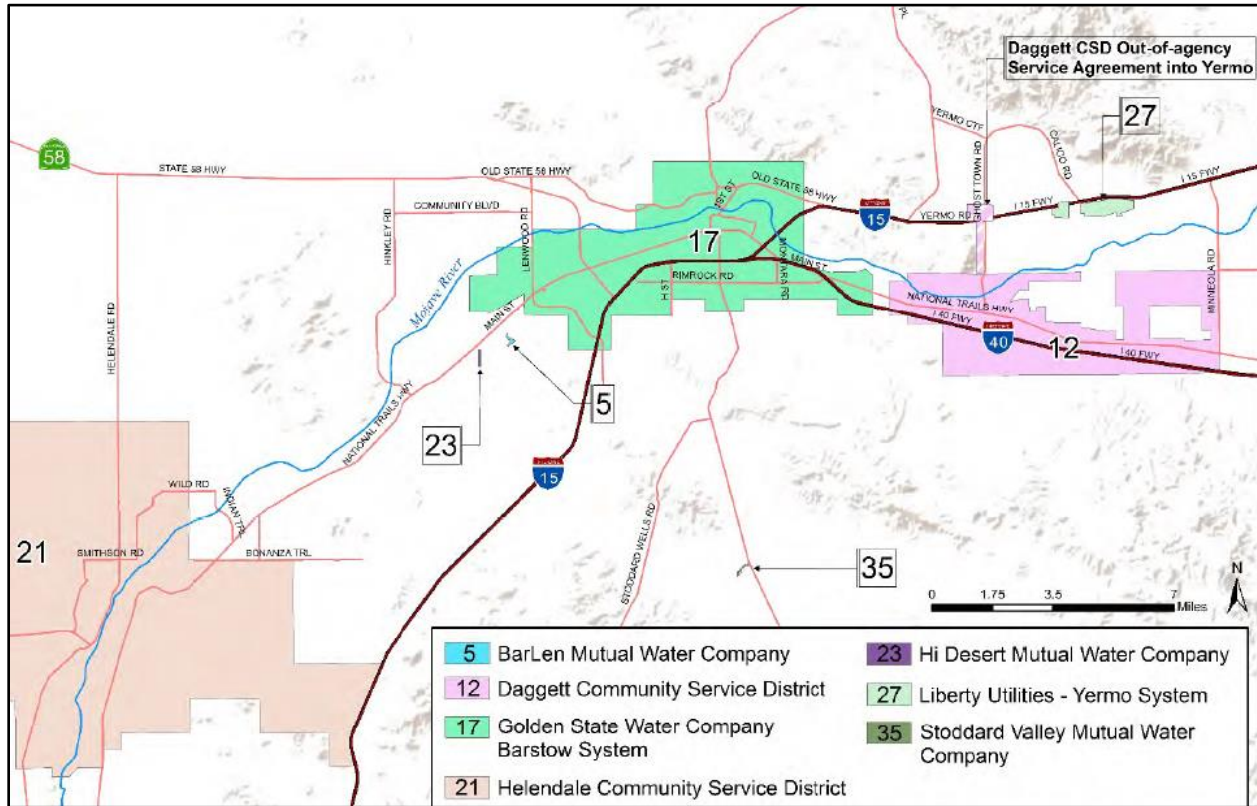 PL
Daggett CSD Out-of-agency
Service Agreement into Yermo
27
YERMO CTF
CALICO RD
GHOST TOWN RD
58
STATE 58 HWY
OLD STATE 58 HWY
OLD STATE 58 HWY
1ST ST
I 15 FWY
I 15 FWY
15
YERMO RD
COMMUNITY BLVD
HINKLEY RD
LENWOOD RD
17
MAIN ST
MONTARA RD
RIMROCK RD
H ST
Mojave River
MAIN ST
HELENDALE RD
MINNEOLA RD
NATIONAL TRAILS HWY
I 40 FWY
40
12
I 40 FWY
5
23
NATIONAL TRAILS HWY
15
WILD RD
INDIAN TRL
SMITHSON RD
BONANZA TRL
21
STODDARD WELLS RD
35
N
0 1.75 3.5 7
Miles
5 BarLen Mutual Water Company
12 Daggett Community Service District
17 Golden State Water Company
Barstow System
21 Helendale Community Service District
23 Hi Desert Mutual Water Company
27 Liberty Utilities - Yermo System
35 Stoddard Valley Mutual Water
Company